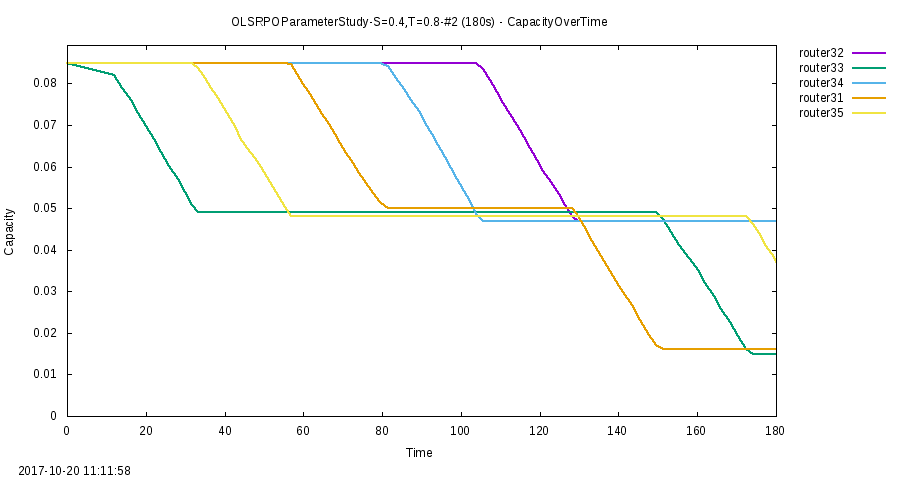 OLSRPOParameterStudy-S=0.4,T=0.8-#2 (180s) - CapacityOverTime
router32
router33
router34
router31
router35
0.08
0.07
0.06
0.05
0.04
0.03
0.02
0.01
0
Capacity
0 20 40 60 80 100 120 140 160 180
Time
2017-10-20 11:11:58